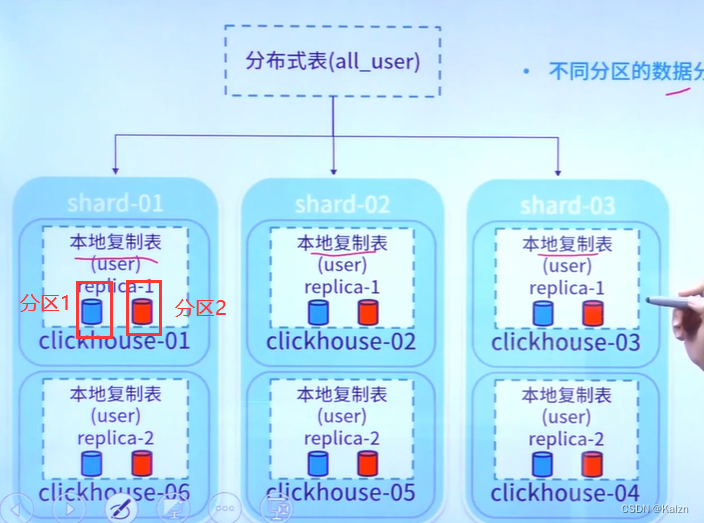 分布式表(all_user)
• 不同分区的数据分
shard-01
本地复制表
(user)
replica-1
分区1
分区2
clickhouse-01
本地复制表
(user)
replica-2
clickhouse-06
shard-02
本地复制表
(user)
replica-1
clickhouse-02
本地复制表
(user)
replica-2
clickhouse-05
shard-03
本地复制表
(user)
replica-1
clickhouse-03
本地复制表
(user)
replica-2
clickhouse-04
CSDN @Kalzn